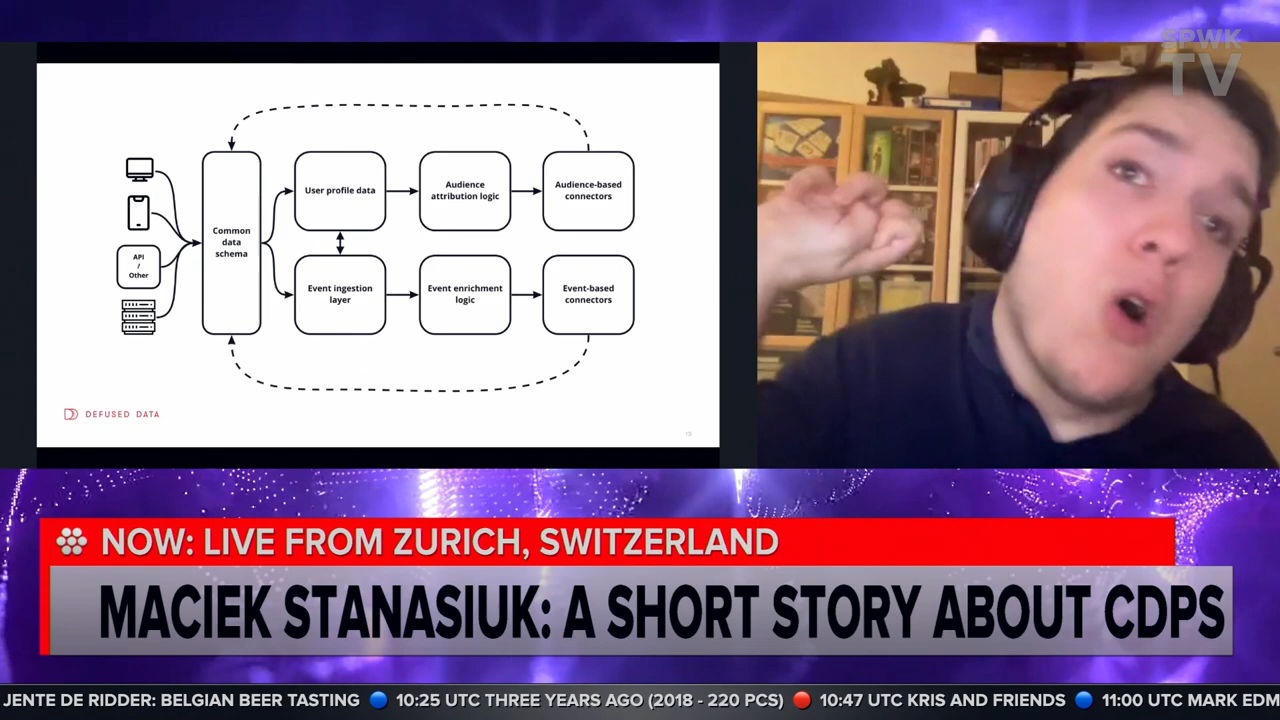 SPWK
TV
Common
data
schema
User profile data
Audience
attribution logic
Audience-based
connectors
API
/
Other
Event ingestion
layer
Event enrichment
logic
Event-based
connectors
DEFUSED DATA
13
NOW: LIVE FROM ZURICH, SWITZERLAND
MACIEK STANASIUK: A SHORT STORY ABOUT CDPS
JENTE DE RIDDER: BELGIAN BEER TASTING 10:25 UTC THREE YEARS AGO (2018 - 220 PCS) 10:47 UTC KRIS AND FRIENDS 11:00 UTC MARK EDM